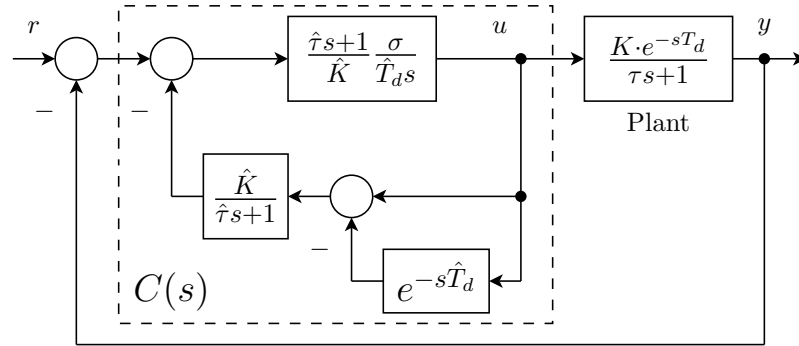 r
u
y
−
−
−
τ̂s+1 / K̂ σ / T̂_d s
K·e^{−sT_d} / τs+1
Plant
K̂ / τ̂s+1
e^{−sT̂_d}
C(s)